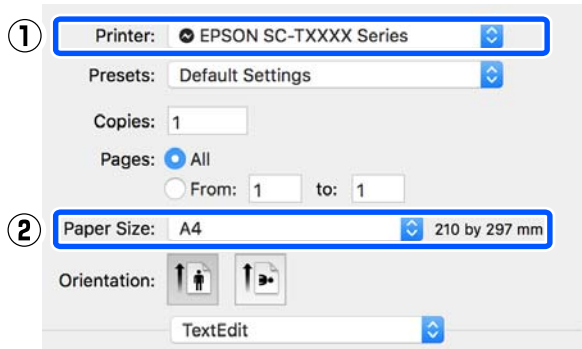 ① Printer: EPSON SC-TXXXX Series
Presets: Default Settings
Copies: 1
Pages: All
From: 1 to: 1
② Paper Size: A4 210 by 297 mm
Orientation:
TextEdit